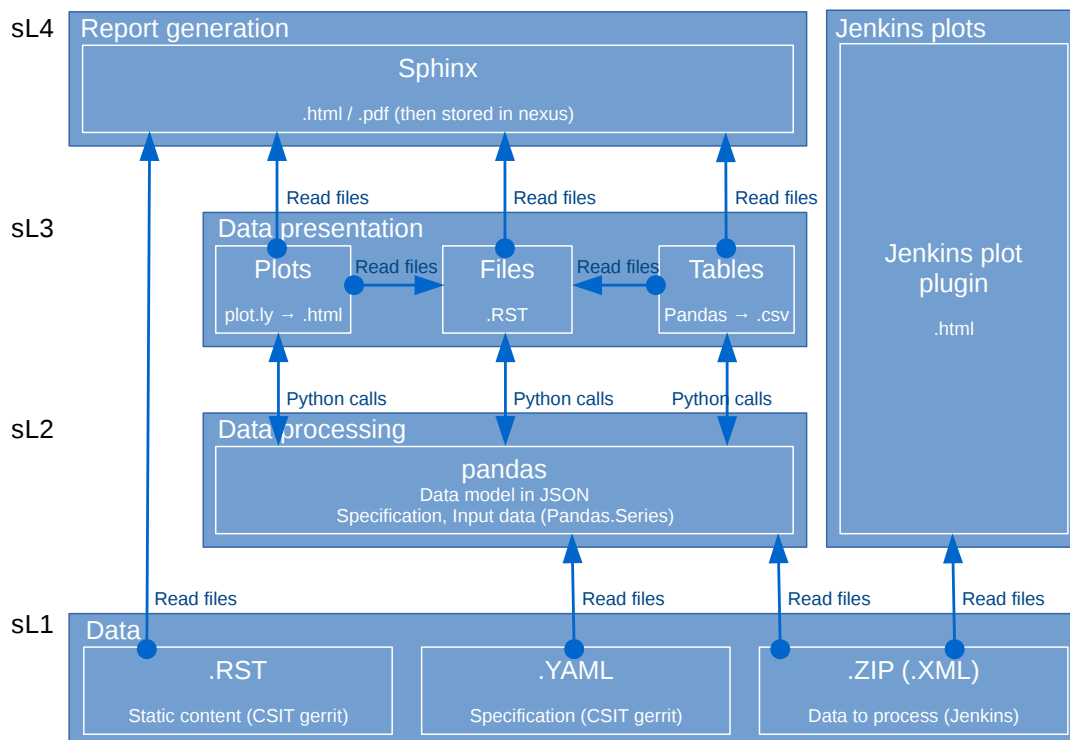 sL4
Report generation
Sphinx
.html / .pdf (then stored in nexus)
Jenkins plots
Jenkins plot
plugin
.html
Read files
Read files
Read files
sL3
Data presentation
Plots
plot.ly → .html
Read files
Files
.RST
Read files
Tables
Pandas → .csv
Python calls
Python calls
Python calls
sL2
Data processing
pandas
Data model in JSON
Specification, Input data (Pandas.Series)
Read files
Read files
Read files
Read files
sL1
Data
.RST
Static content (CSIT gerrit)
.YAML
Specification (CSIT gerrit)
.ZIP (.XML)
Data to process (Jenkins)